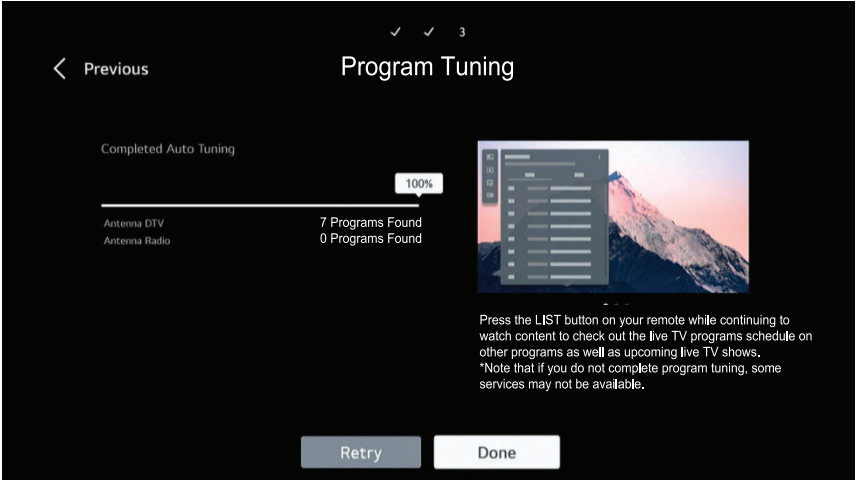 3
Previous
Program Tuning
Completed Auto Tuning
100%
Antenna DTV 7 Programs Found
Antenna Radio 0 Programs Found
Press the LIST button on your remote while continuing to
watch content to check out the live TV programs schedule on
other programs as well as upcoming live TV shows.
*Note that if you do not complete program tuning, some
services may not be available.
Retry
Done